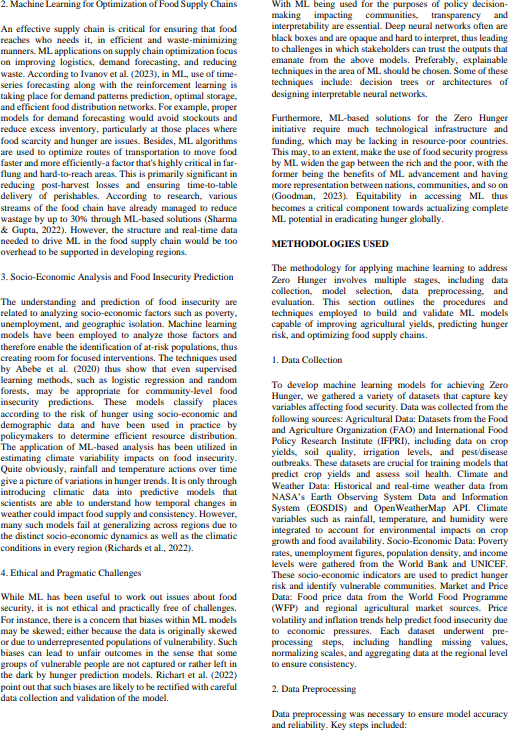 2. Machine Learning for Optimization of Food Supply Chains
An effective supply chain is critical for ensuring that food
reaches who needs it, in efficient and waste-minimizing
manners. ML applications on supply chain optimization focus
on improving logistics, demand forecasting, and reducing
waste. According to Ivanov et al. (2023), in ML, use of time-
series forecasting along with the reinforcement learning is
taking place for demand patterns prediction, optimal storage,
and efficient food distribution networks. For example, proper
models for demand forecasting would avoid stockouts and
reduce excess inventory, particularly at those places where
food scarcity and hunger are issues. Besides, ML algorithms
are used to optimize routes of transportation to move food
faster and more efficiently-a factor that's highly critical in far-
flung and hard-to-reach areas. This is primarily significant in
reducing post-harvest losses and ensuring time-to-table
delivery of perishables. According to research, various
streams of the food chain have already managed to reduce
wastage by up to 30% through ML-based solutions (Sharma
& Gupta, 2022). However, the structure and real-time data
needed to drive ML in the food supply chain would be too
overhead to be supported in developing regions.
3. Socio-Economic Analysis and Food Insecurity Prediction
The understanding and prediction of food insecurity are
related to analyzing socio-economic factors such as poverty,
unemployment, and geographic isolation. Machine learning
models have been employed to analyze those factors and
therefore enable the identification of at-risk populations, thus
creating room for focused interventions. The techniques used
by Abebe et al. (2020) thus show that even supervised
learning methods, such as logistic regression and random
forests, may be appropriate for community-level food
insecurity predictions. These models classify places
according to the risk of hunger using socio-economic and
demographic data and have been used in practice by
policymakers to determine efficient resource distribution.
The application of ML-based analysis has been utilized in
estimating climate variability impacts on food insecurity.
Quite obviously, rainfall and temperature actions over time
give a picture of variations in hunger trends. It is only through
introducing climatic data into predictive models that
scientists are able to understand how temporal changes in
weather could impact food supply and consistency. However,
many such models fail at generalizing across regions due to
the distinct socio-economic dynamics as well as the climatic
conditions in every region (Richards et al., 2022).
4. Ethical and Pragmatic Challenges
While ML has been useful to work out issues about food
security, it is not ethical and practically free of challenges.
For instance, there is a concern that biases within ML models
may be skewed; either because the data is originally skewed
or due to underrepresented populations of vulnerability. Such
biases can lead to unfair outcomes in the sense that some
groups of vulnerable people are not captured or rather left in
the dark by hunger prediction models. Richart et al. (2022)
point out that such biases are likely to be rectified with careful
data collection and validation of the model.
With ML being used for the purposes of policy decision-
making impacting communities, transparency and
interpretability are essential. Deep neural networks often are
black boxes and are opaque and hard to interpret, thus leading
to challenges in which stakeholders can trust the outputs that
emanate from the above models. Preferably, explainable
techniques in the area of ML should be chosen. Some of these
techniques include: decision trees or architectures of
designing interpretable neural networks.
Furthermore, ML-based solutions for the Zero Hunger
initiative require much technological infrastructure and
funding, which may be lacking in resource-poor countries.
This may, to an extent, make the use of food security progress
by ML widen the gap between the rich and the poor, with the
former being the benefits of ML advancement and having
more representation between nations, communities, and so on
(Goodman, 2023). Equitability in accessing ML thus
becomes a critical component towards actualizing complete
ML potential in eradicating hunger globally.
METHODOLOGIES USED
The methodology for applying machine learning to address
Zero Hunger involves multiple stages, including data
collection, model selection, data preprocessing, and
evaluation. This section outlines the procedures and
techniques employed to build and validate ML models
capable of improving agricultural yields, predicting hunger
risk, and optimizing food supply chains.
1. Data Collection
To develop machine learning models for achieving Zero
Hunger, we gathered a variety of datasets that capture key
variables affecting food security. Data was collected from the
following sources: Agricultural Data: Datasets from the Food
and Agriculture Organization (FAO) and International Food
Policy Research Institute (IFPRI), including data on crop
yields, soil quality, irrigation levels, and pest/disease
outbreaks. These datasets are crucial for training models that
predict crop yields and assess soil health. Climate and
Weather Data: Historical and real-time weather data from
NASA's Earth Observing System Data and Information
System (EOSDIS) and OpenWeatherMap API. Climate
variables such as rainfall, temperature, and humidity were
integrated to account for environmental impacts on crop
growth and food availability. Socio-Economic Data: Poverty
rates, unemployment figures, population density, and income
levels were gathered from the World Bank and UNICEF.
These socio-economic indicators are used to predict hunger
risk and identify vulnerable communities. Market and Price
Data: Food price data from the World Food Programme
(WFP) and regional agricultural market sources. Price
volatility and inflation trends help predict food insecurity due
to economic pressures. Each dataset underwent pre-
processing steps, including handling missing values,
normalizing scales, and aggregating data at the regional level
to ensure consistency.
2. Data Preprocessing
Data preprocessing was necessary to ensure model accuracy
and reliability. Key steps included: